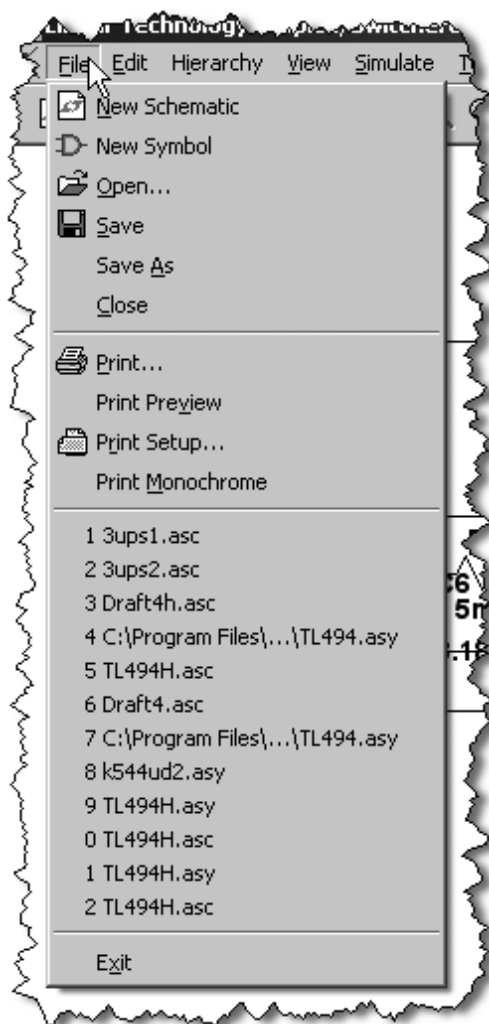 Technology
File Edit Hierarchy View Simulate
New Schematic
New Symbol
Open...
Save
Save As
Close
Print...
Print Preview
Print Setup...
Print Monochrome
1 3ups1.asc
2 3ups2.asc
3 Draft4h.asc
4 C:\Program Files\...\TL494.asy
5 TL494H.asc
6 Draft4.asc
7 C:\Program Files\...\TL494.asy
8 k544ud2.asy
9 TL494H.asy
0 TL494H.asc
1 TL494H.asy
2 TL494H.asc
Exit